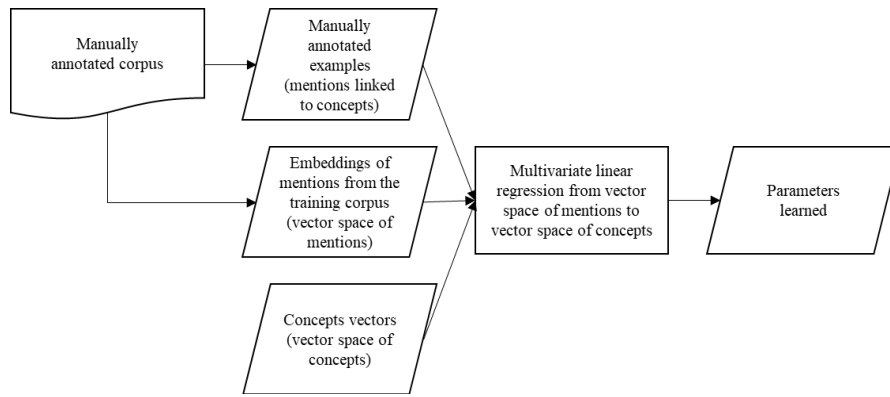 Manually
annotated corpus
Manually
annotated
examples
(mentions linked
to concepts)
Embeddings of
mentions from the
training corpus
(vector space of
mentions)
Concepts vectors
(vector space of
concepts)
Multivariate linear
regression from vector
space of mentions to
vector space of concepts
Parameters
learned